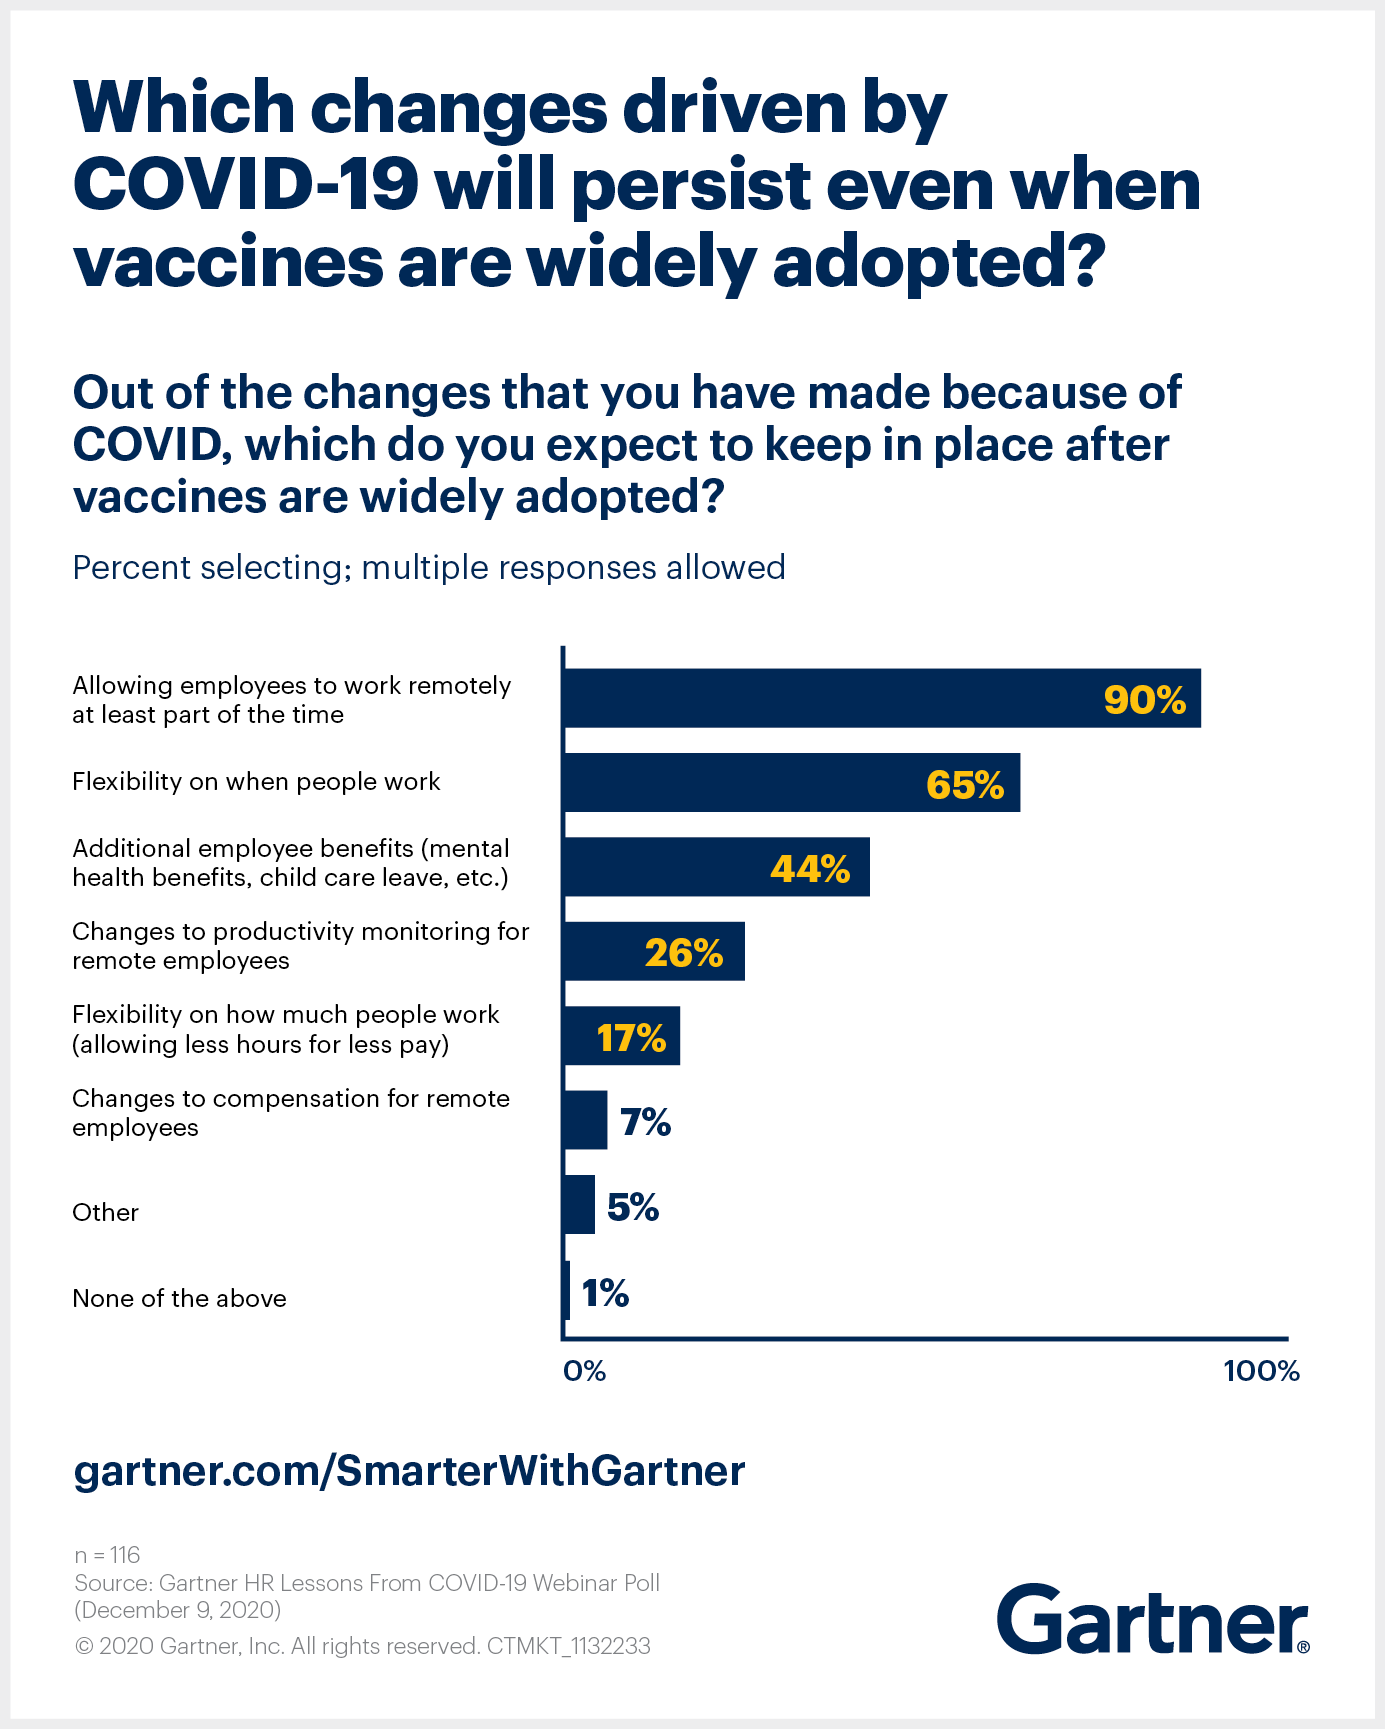 Which changes driven by
COVID-19 will persist even when
vaccines are widely adopted?
Out of the changes that you have made because of
COVID, which do you expect to keep in place after
vaccines are widely adopted?
Percent selecting; multiple responses allowed
Allowing employees to work remotely
at least part of the time
90%
Flexibility on when people work
65%
Additional employee benefits (mental
health benefits, child care leave, etc.)
44%
Changes to productivity monitoring for
remote employees
26%
Flexibility on how much people work
(allowing less hours for less pay)
17%
Changes to compensation for remote
employees
7%
Other
5%
None of the above
1%
0%
100%
gartner.com/SmarterWithGartner
n = 116
Source: Gartner HR Lessons From COVID-19 Webinar Poll
(December 9, 2020)
© 2020 Gartner, Inc. All rights reserved. CTMKT_1132233
Gartner®